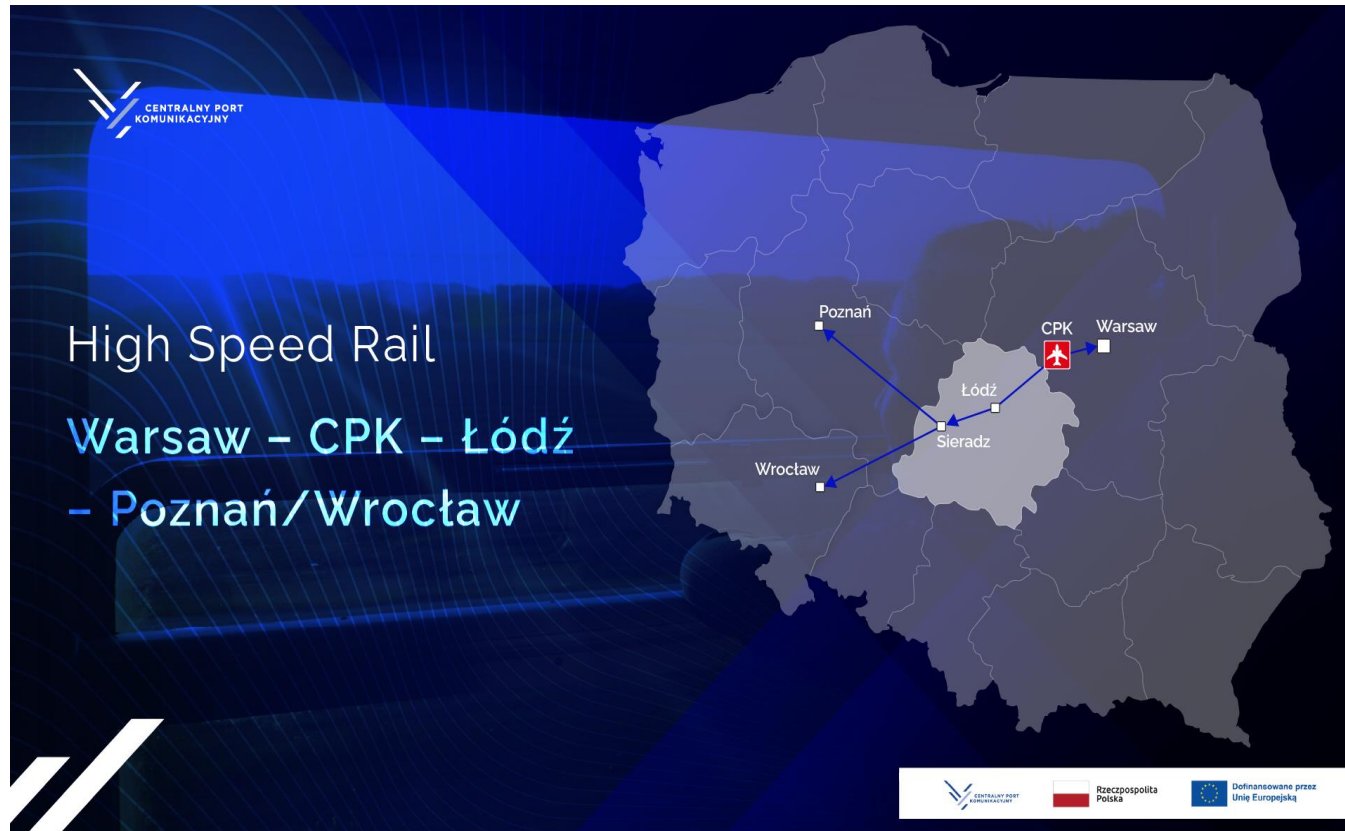 CENTRALNY PORT
KOMUNIKACYJNY
High Speed Rail
Warsaw – CPK – Łódź
– Poznań/Wrocław
Poznań
CPK
Warsaw
Łódź
Sieradz
Wrocław
CENTRALNY PORT
KOMUNIKACYJNY
Rzeczpospolita
Polska
Dofinansowane przez
Unię Europejską